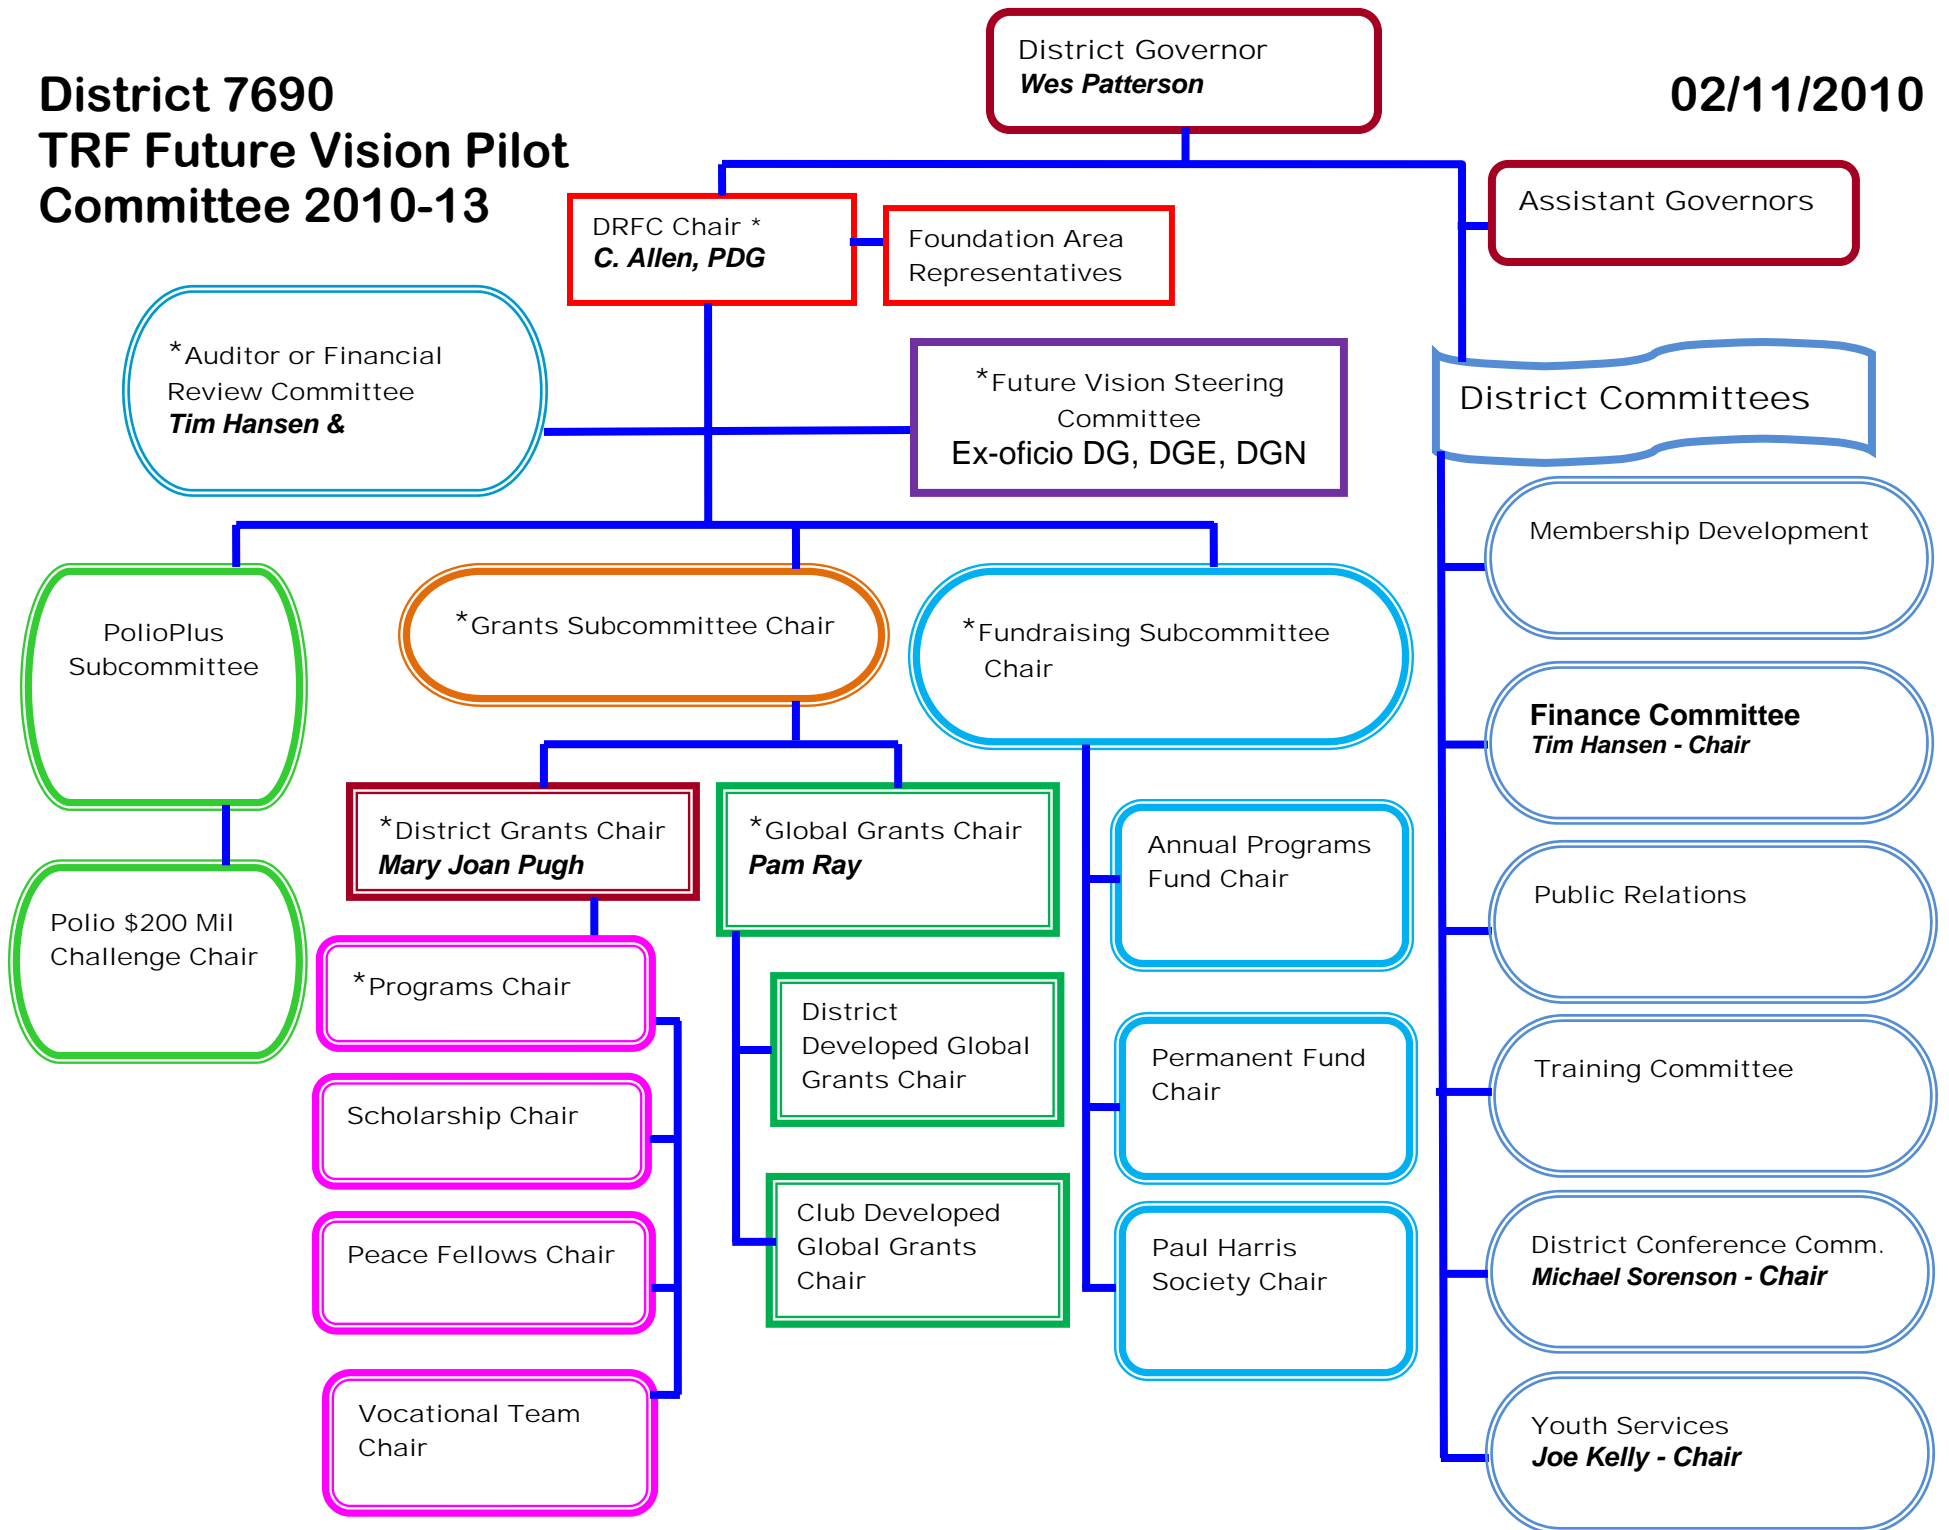 District Governor
Wes Patterson
District 7690
TRF Future Vision Pilot
Committee 2010-13
02/11/2010
Assistant Governors
DRFC Chair *
C. Allen, PDG
Foundation Area
Representatives
*Auditor or Financial
Review Committee
Tim Hansen &
*Future Vision Steering
Committee
Ex-oficio DG, DGE, DGN
District Committees
PolioPlus
Subcommittee
*Grants Subcommittee Chair
*Fundraising Subcommittee
Chair
Polio $200 Mil
Challenge Chair
*District Grants Chair
Mary Joan Pugh
*Programs Chair
Scholarship Chair
Peace Fellows Chair
Vocational Team
Chair
*Global Grants Chair
Pam Ray
District
Developed Global
Grants Chair
Club Developed
Global Grants
Chair
Annual Programs
Fund Chair
Permanent Fund
Chair
Paul Harris
Society Chair
Membership Development
Finance Committee
Tim Hansen - Chair
Public Relations
Training Committee
District Conference Comm.
Michael Sorenson - Chair
Youth Services
Joe Kelly - Chair